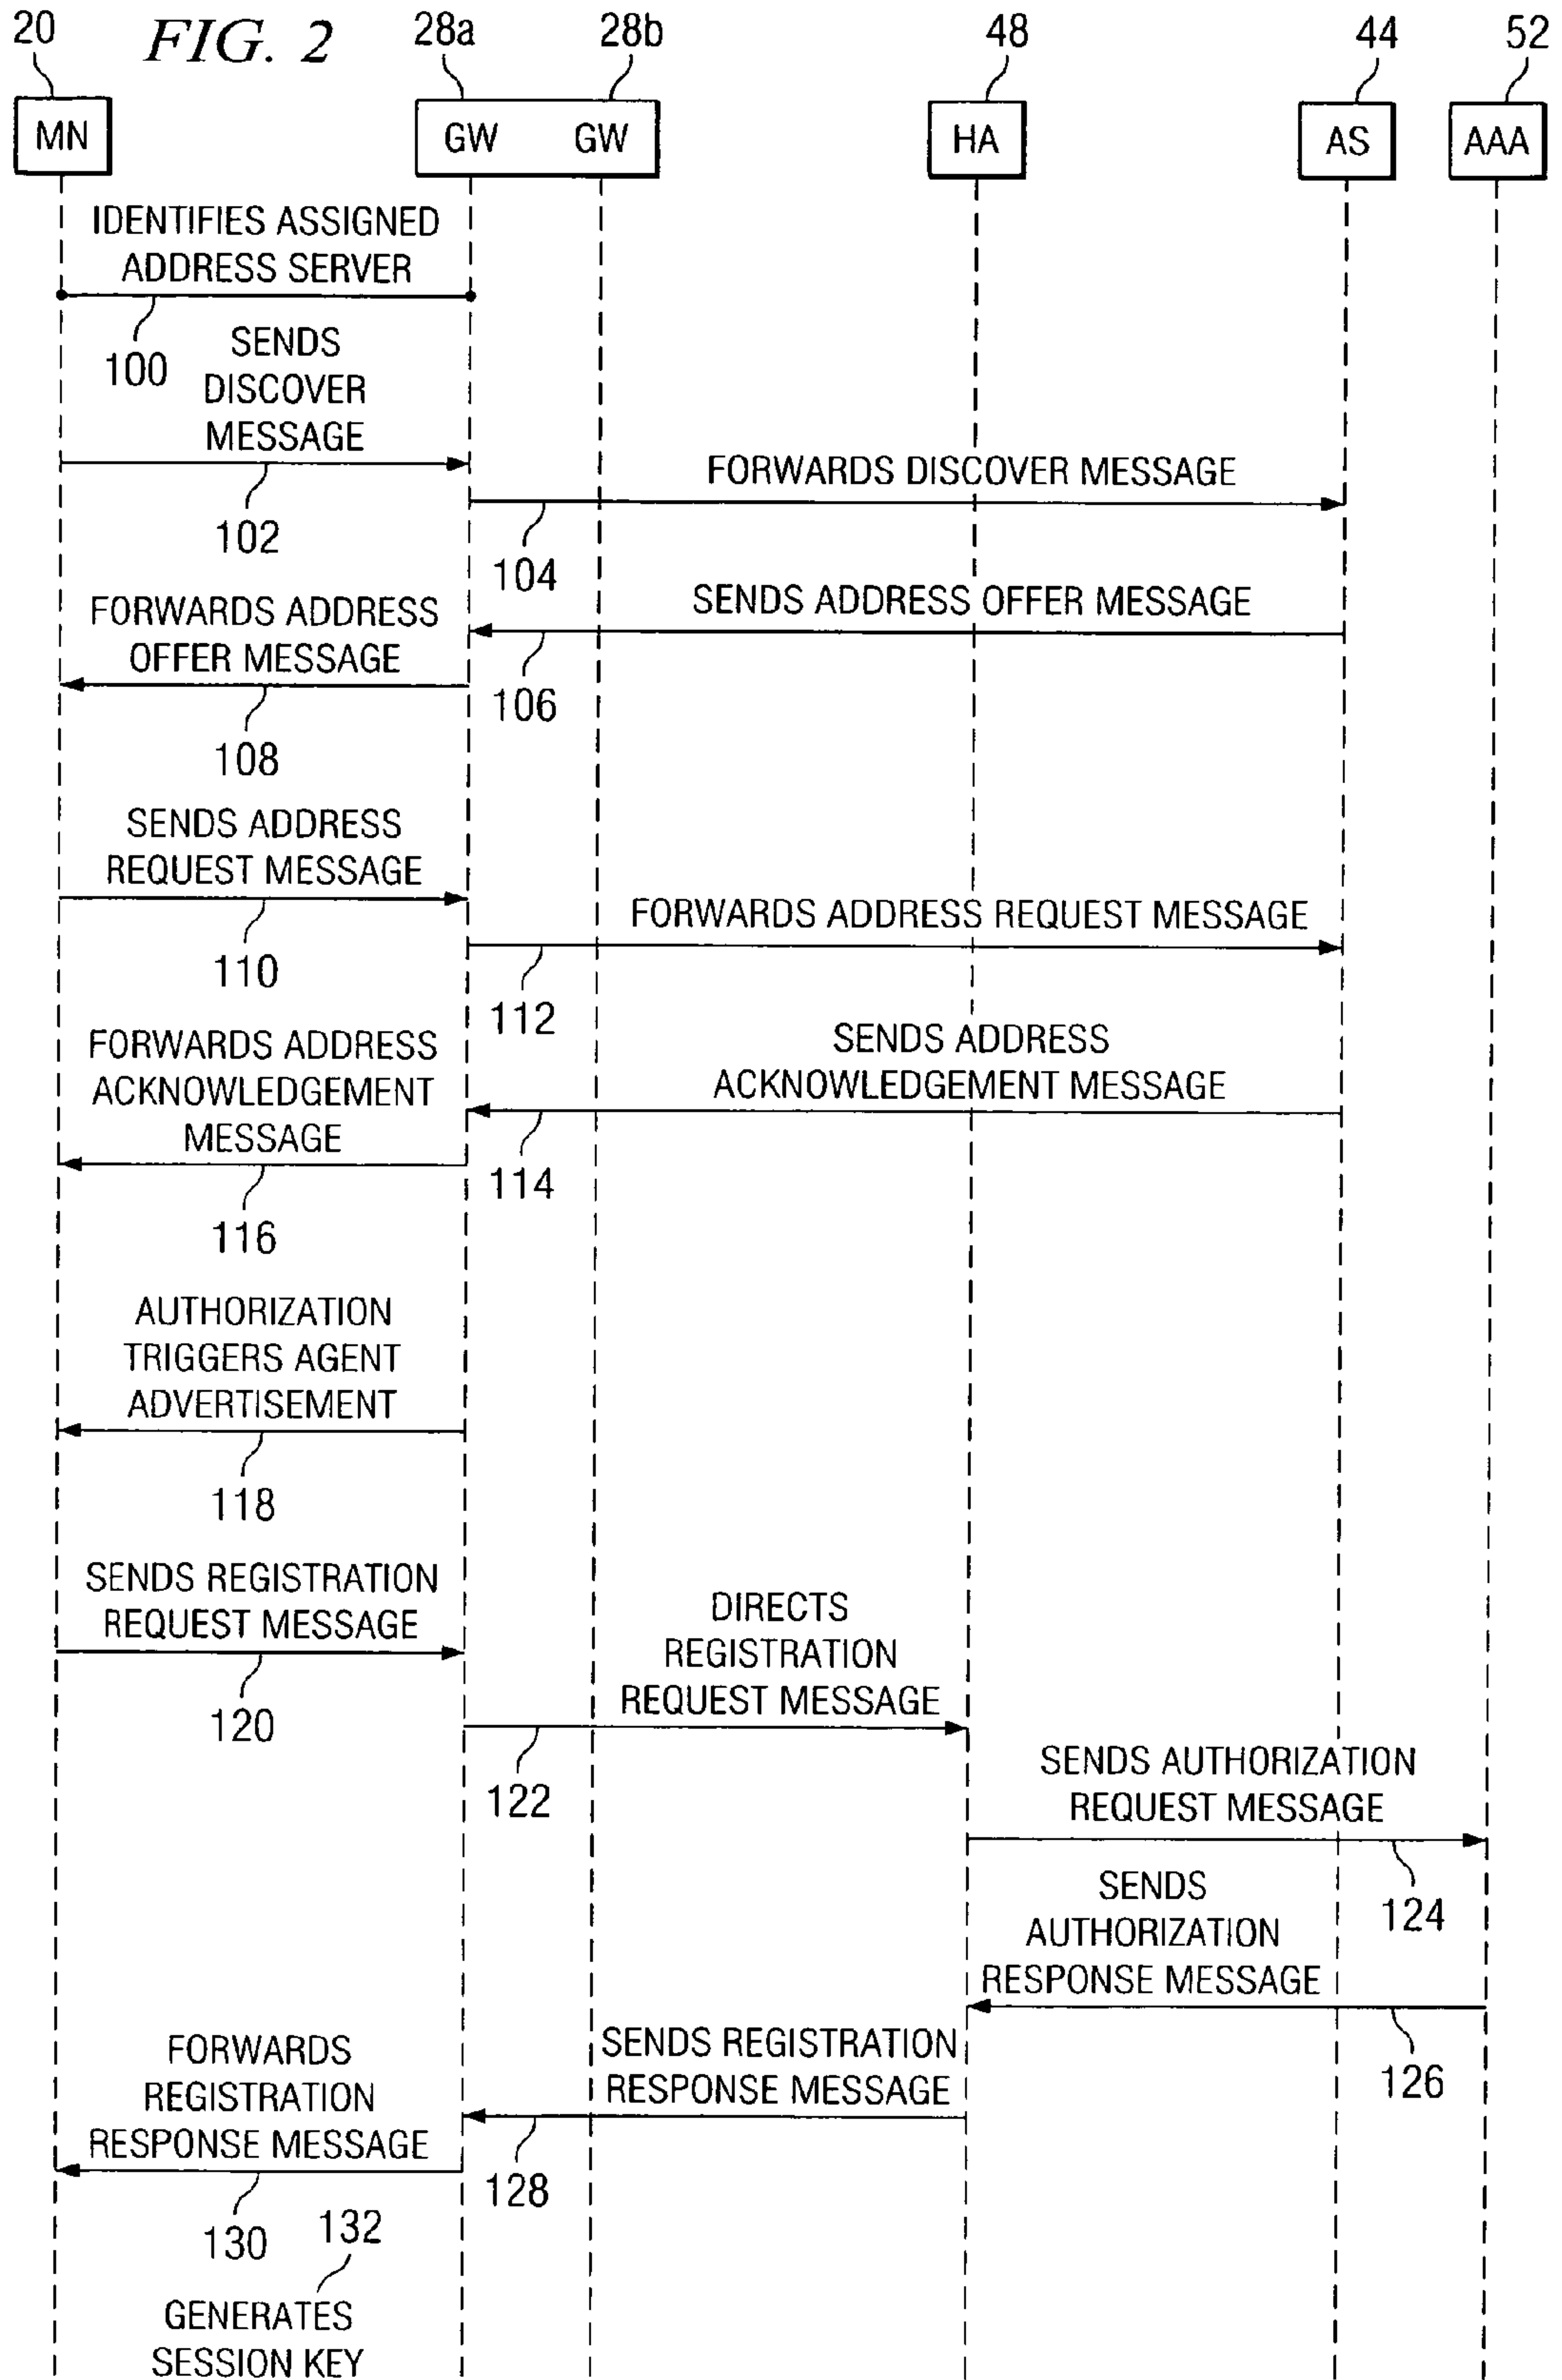 20 FIG. 2 28a 28b 48 44 52
MN GW GW HA AS AAA
IDENTIFIES ASSIGNED
ADDRESS SERVER
100
SENDS
DISCOVER
MESSAGE
102
FORWARDS DISCOVER MESSAGE
104
SENDS ADDRESS OFFER MESSAGE
106
FORWARDS ADDRESS
OFFER MESSAGE
108
SENDS ADDRESS
REQUEST MESSAGE
110
FORWARDS ADDRESS REQUEST MESSAGE
112
SENDS ADDRESS
ACKNOWLEDGEMENT MESSAGE
114
FORWARDS ADDRESS
ACKNOWLEDGEMENT
MESSAGE
116
AUTHORIZATION
TRIGGERS AGENT
ADVERTISEMENT
118
SENDS REGISTRATION
REQUEST MESSAGE
120
DIRECTS
REGISTRATION
REQUEST MESSAGE
122
SENDS AUTHORIZATION
REQUEST MESSAGE
124
SENDS
AUTHORIZATION
RESPONSE MESSAGE
126
SENDS REGISTRATION
RESPONSE MESSAGE
128
FORWARDS
REGISTRATION
RESPONSE MESSAGE
130
132
GENERATES
SESSION KEY